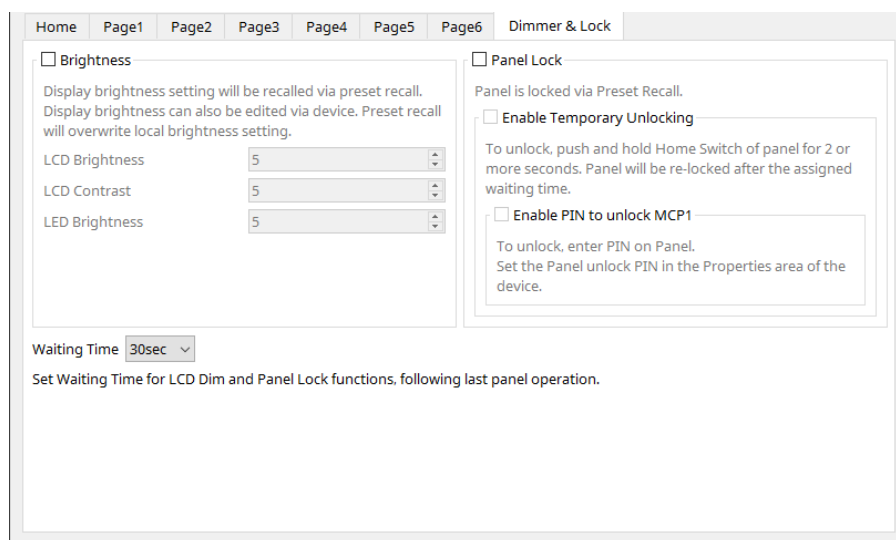 Home Page1 Page2 Page3 Page4 Page5 Page6 Dimmer & Lock
Brightness
Display brightness setting will be recalled via preset recall.
Display brightness can also be edited via device. Preset recall
will overwrite local brightness setting.
LCD Brightness 5
LCD Contrast 5
LED Brightness 5
Panel Lock
Panel is locked via Preset Recall.
Enable Temporary Unlocking
To unlock, push and hold Home Switch of panel for 2 or
more seconds. Panel will be re-locked after the assigned
waiting time.
Enable PIN to unlock MCP1
To unlock, enter PIN on Panel.
Set the Panel unlock PIN in the Properties area of the
device.
Waiting Time 30sec
Set Waiting Time for LCD Dim and Panel Lock functions, following last panel operation.